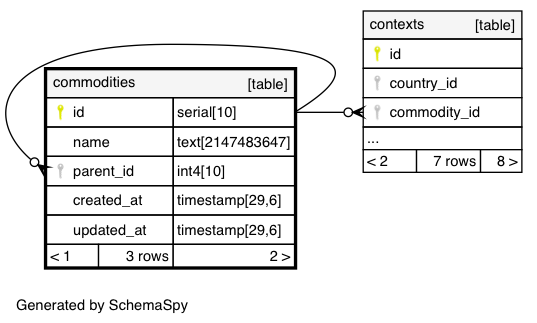 contexts [table]
id
country_id
commodity_id
...
< 2 7 rows 8 >
commodities [table]
id serial[10]
name text[2147483647]
parent_id int4[10]
created_at timestamp[29,6]
updated_at timestamp[29,6]
< 1 3 rows 2 >
Generated by SchemaSpy